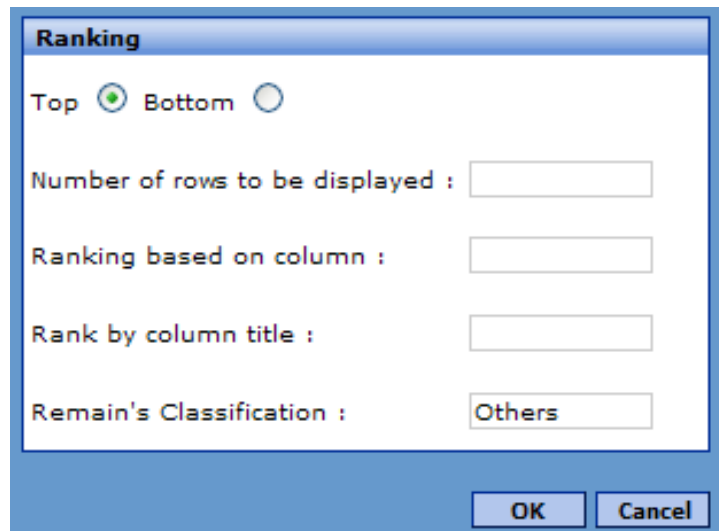 Ranking
Top Bottom
Number of rows to be displayed :
Ranking based on column :
Rank by column title :
Remain's Classification : Others
OK Cancel